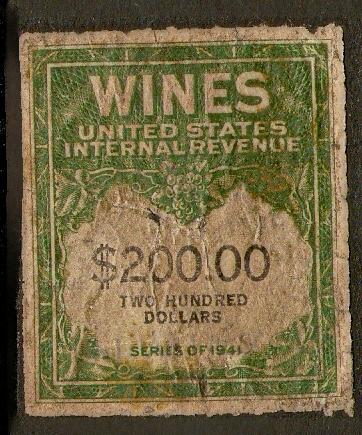 WINES
UNITED STATES
INTERNAL REVENUE
$200.00
TWO HUNDRED
DOLLARS
SERIES OF 1941